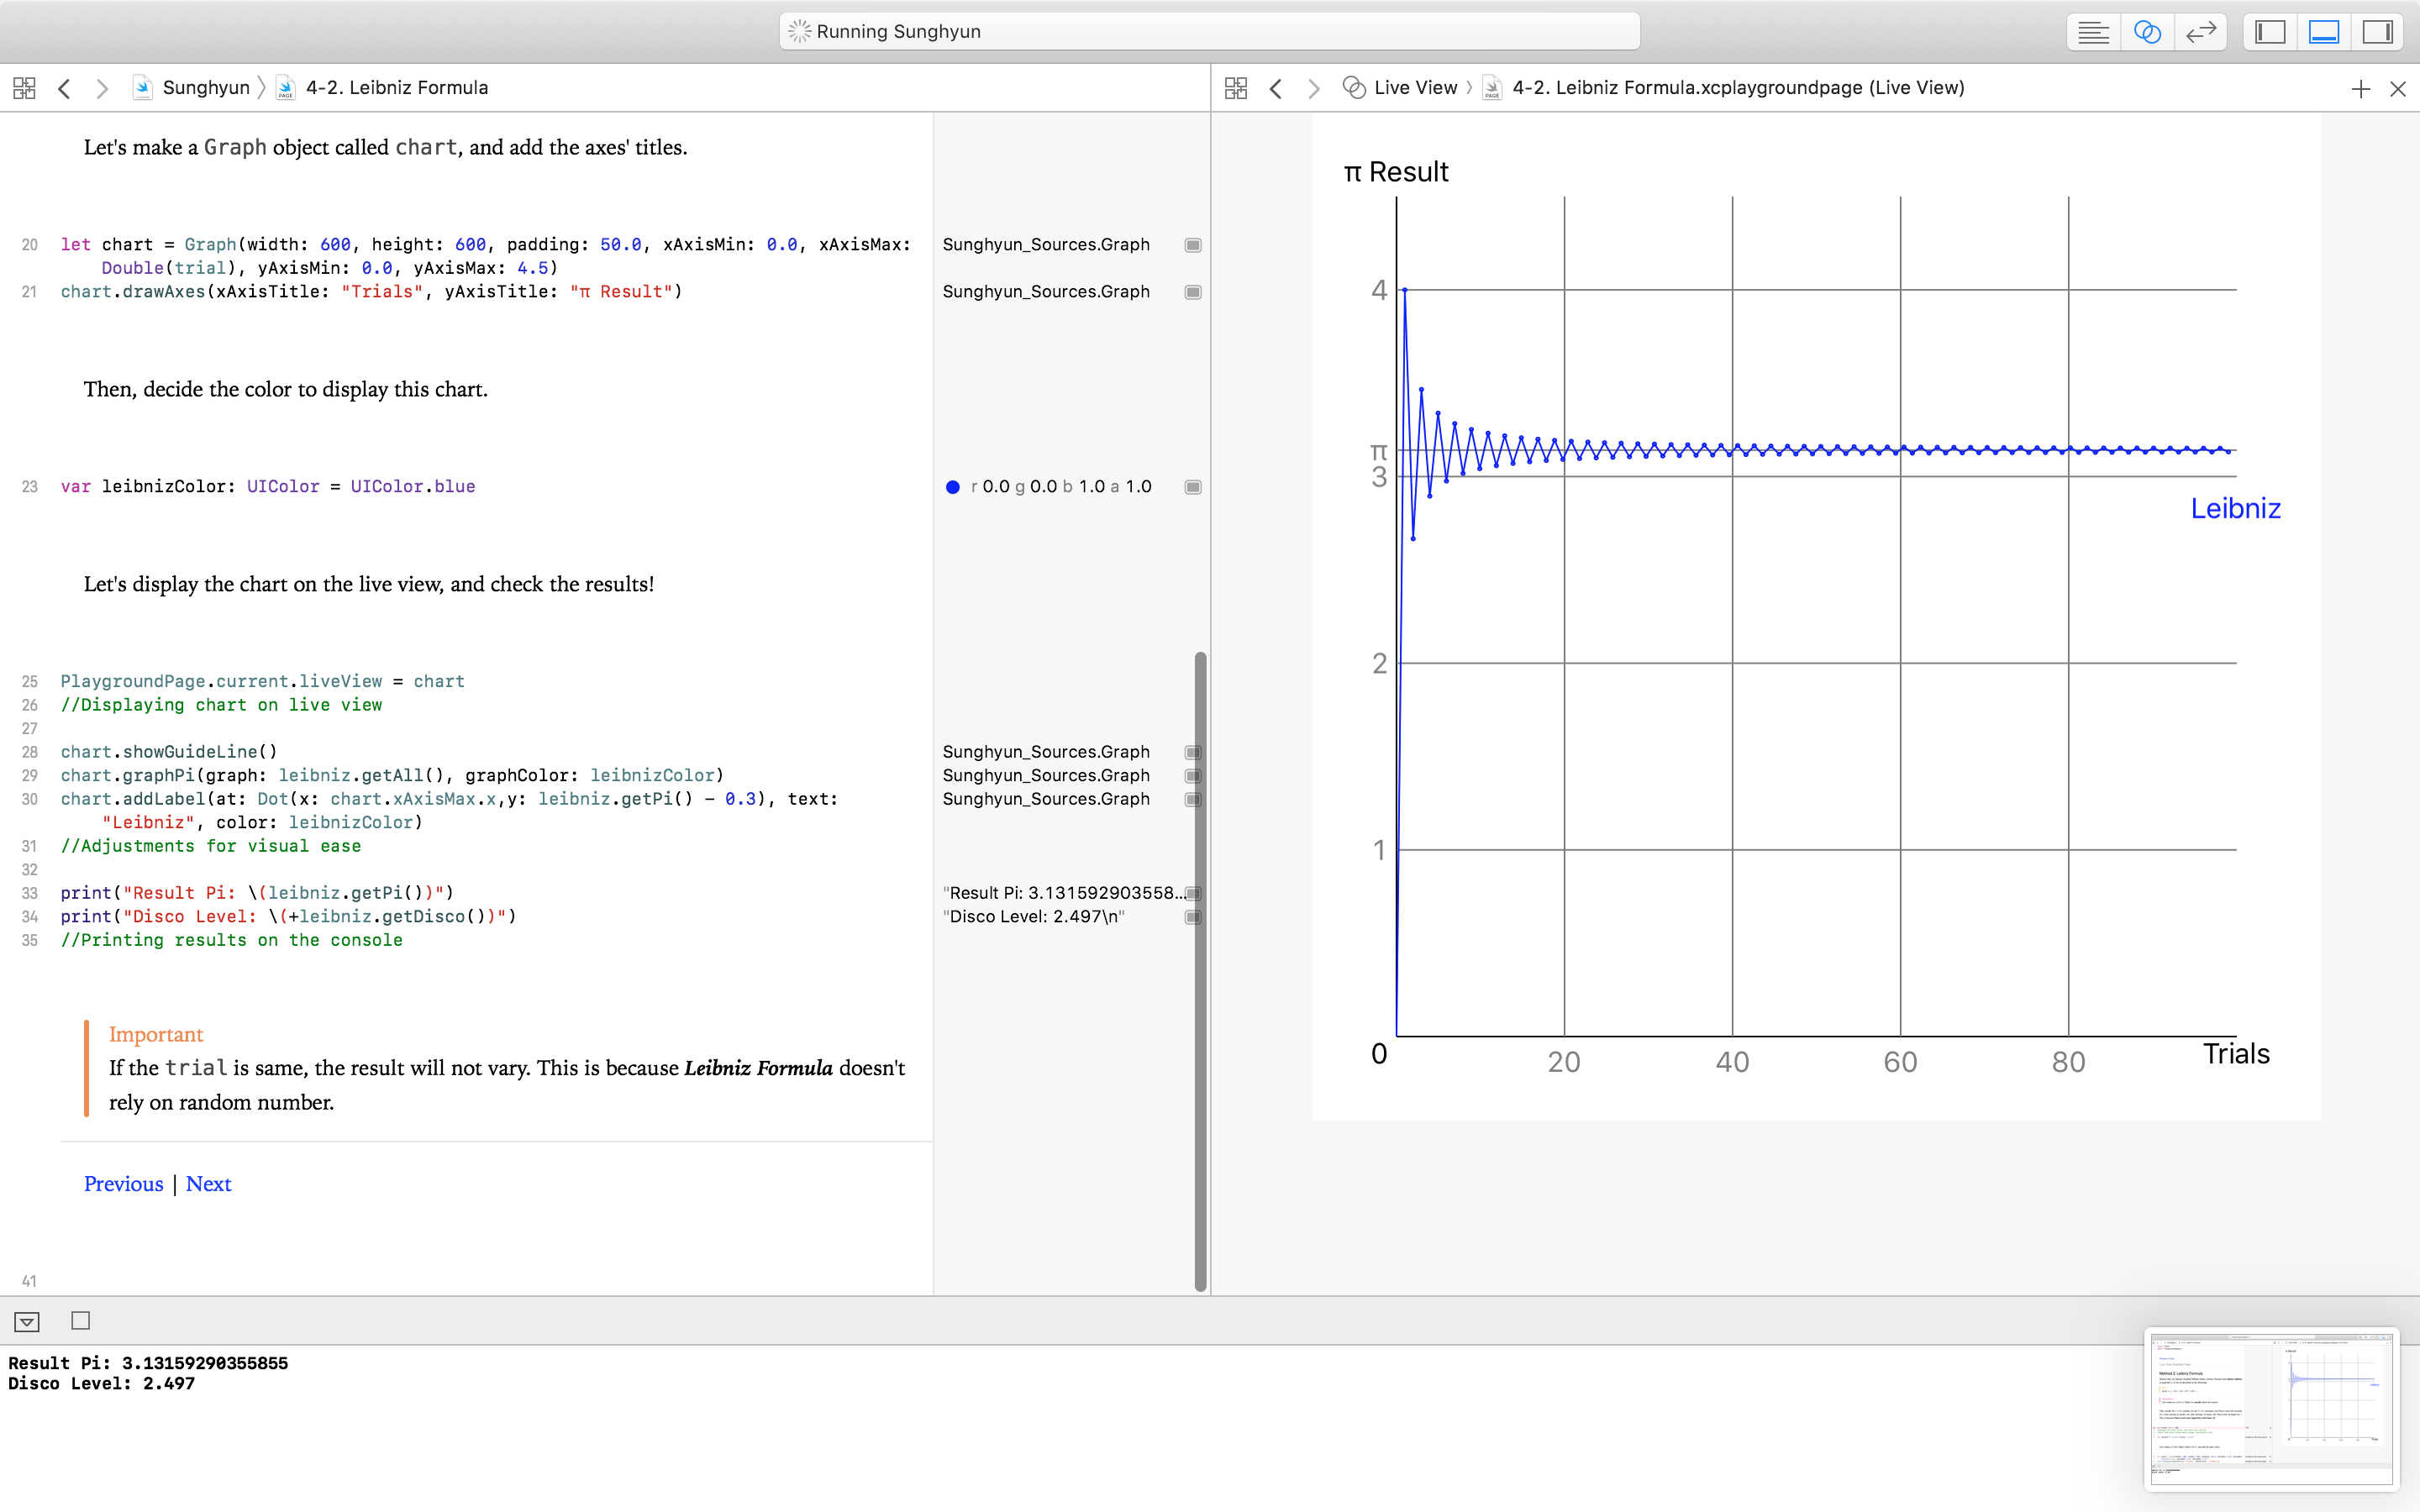 Running Sunghyun
Sunghyun 〉 4-2. Leibniz Formula
Live View 〉 4-2. Leibniz Formula.xcplaygroundpage (Live View)
Let's make a Graph object called chart, and add the axes' titles.
20 let chart = Graph(width: 600, height: 600, padding: 50.0, xAxisMin: 0.0, xAxisMax:
Double(trial), yAxisMin: 0.0, yAxisMax: 4.5)
Sunghyun_Sources.Graph
21 chart.drawAxes(xAxisTitle: "Trials", yAxisTitle: "π Result")
Sunghyun_Sources.Graph
Then, decide the color to display this chart.
23 var leibnizColor: UIColor = UIColor.blue
r 0.0 g 0.0 b 1.0 a 1.0
Let's display the chart on the live view, and check the results!
25 PlaygroundPage.current.liveView = chart
26 //Displaying chart on live view
27
28 chart.showGuideLine()
Sunghyun_Sources.Graph
29 chart.graphPi(graph: leibniz.getAll(), graphColor: leibnizColor)
Sunghyun_Sources.Graph
30 chart.addLabel(at: Dot(x: chart.xAxisMax.x,y: leibniz.getPi() - 0.3), text:
"Leibniz", color: leibnizColor)
Sunghyun_Sources.Graph
31 //Adjustments for visual ease
32
33 print("Result Pi: \(leibniz.getPi())")
"Result Pi: 3.131592903558...
34 print("Disco Level: \(+leibniz.getDisco())")
"Disco Level: 2.497\n"
35 //Printing results on the console
Important
If the trial is same, the result will not vary. This is because Leibniz Formula doesn't
rely on random number.
Previous | Next
41
π Result
4
π
3
Leibniz
2
1
0
20
40
60
80
Trials
Result Pi: 3.13159290355855
Disco Level: 2.497